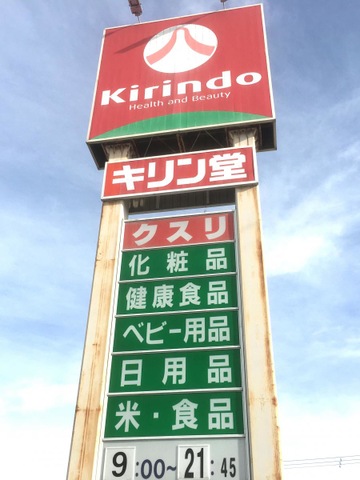 Kirindo
Health and Beauty
キリン堂
クスリ
化粧品
健康食品
ベビー用品
日用品
米・食品
9:00~21:45